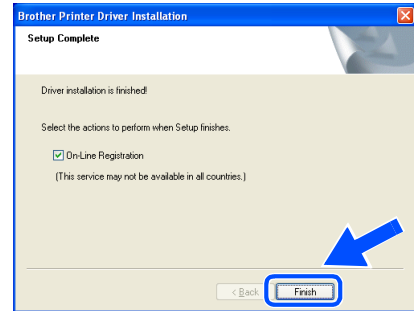 Brother Printer Driver Installation
Setup Complete
Driver installation is finished!
Select the actions to perform when Setup finishes.
On-Line Registration
(This service may not be available in all countries.)
< Back
Finish